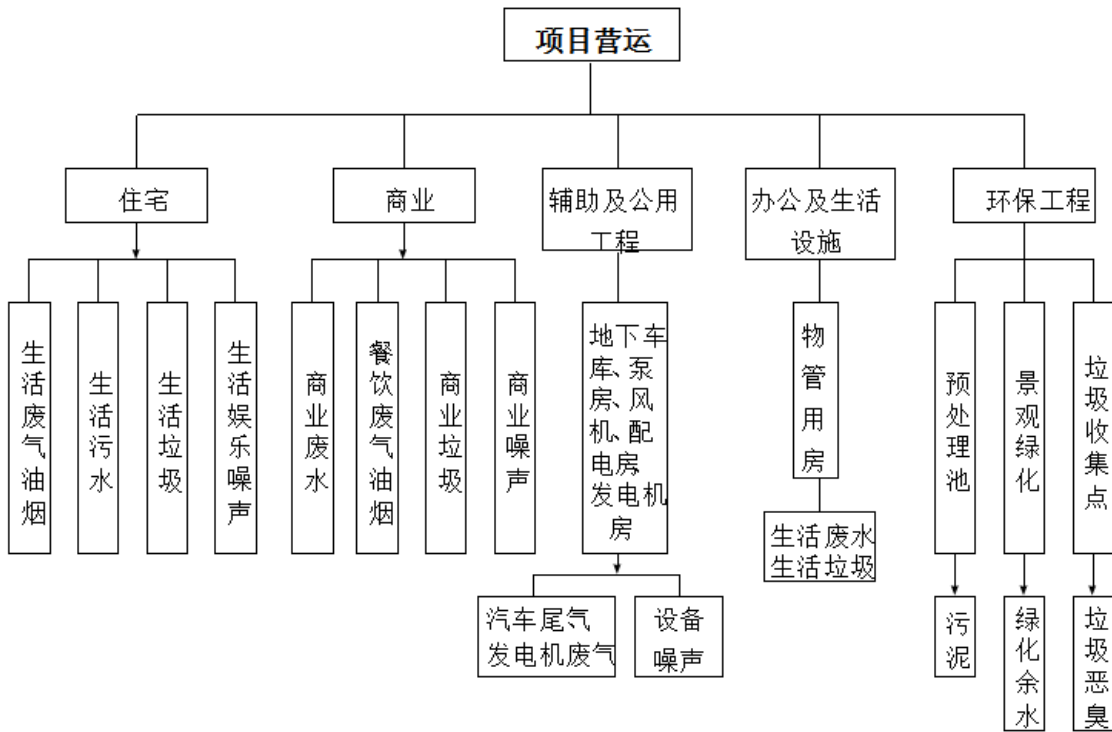 项目营运
住宅
商业
辅助及公用
工程
办公及生活
设施
环保工程
生活废气油烟
生活污水
生活垃圾
生活娱乐噪声
商业废水
餐饮废气油烟
商业垃圾
商业噪声
地下车
库、泵
房、风
机、配
电房、
发电机
房
物管用房
预处理池
景观绿化
垃圾收集点
生活废水
生活垃圾
汽车尾气
发电机废气
设备
噪声
污泥
绿化余水
垃圾恶臭